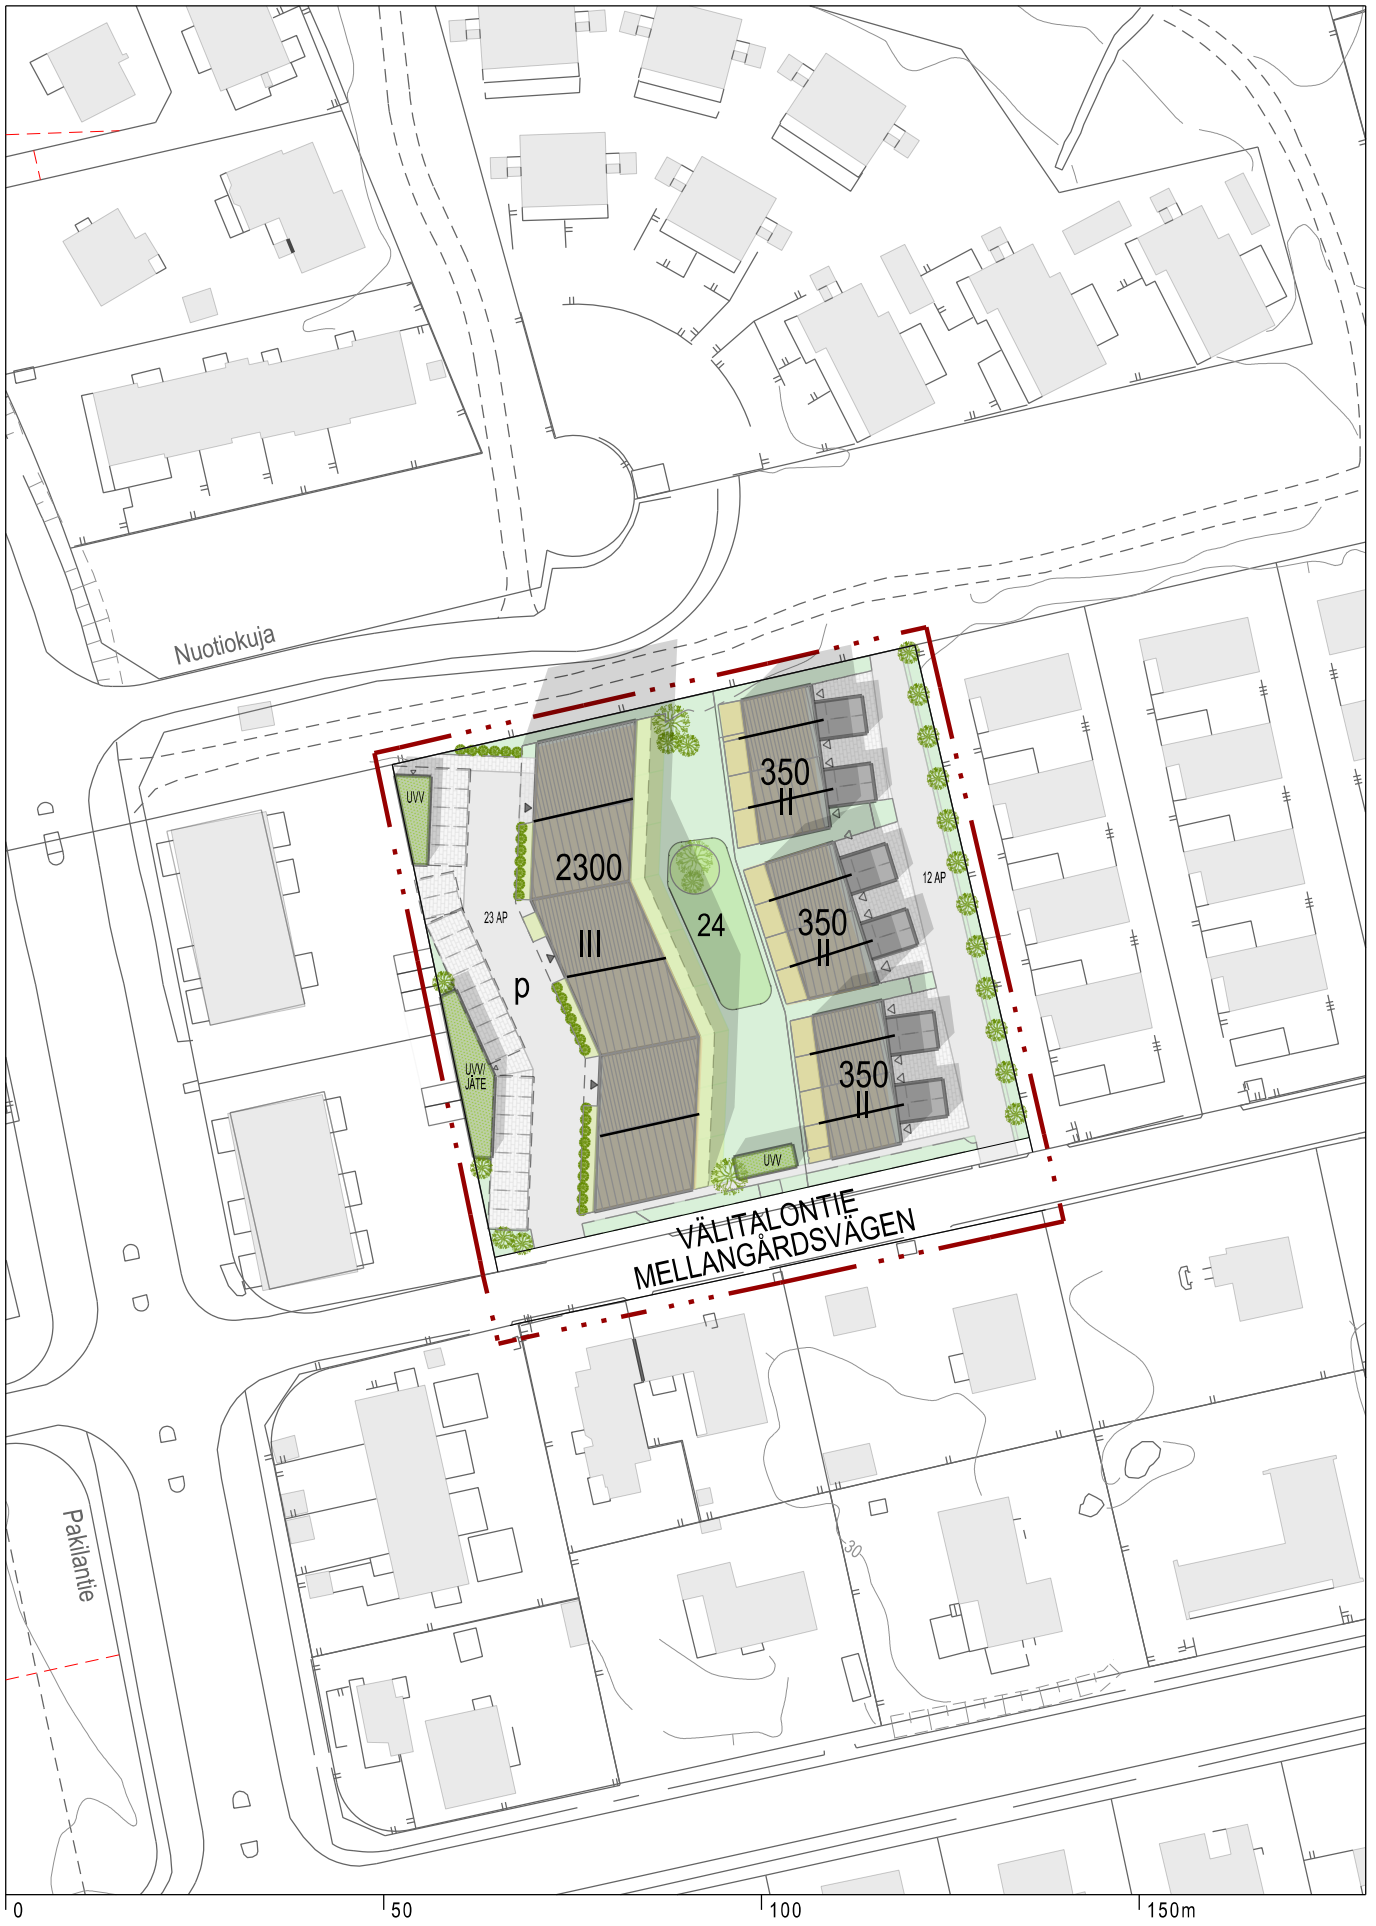 Nuotiokuja
UVV
350
II
2300
12 AP
23 AP
III
24
350
II
p
UVV/
JÄTE
350
II
UVV
VÄLITALONTIE
MELLANGÅRDSVÄGEN
Pakilantie
30
0
50
100
150m